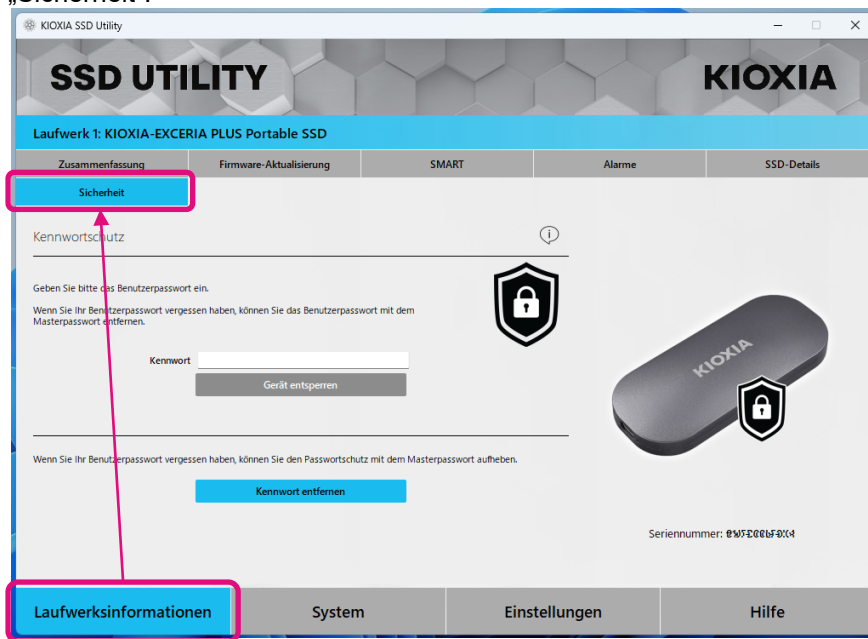 „Sicherheit“.
KIOXIA SSD Utility
SSD UTILITY
KIOXIA
Laufwerk 1: KIOXIA-EXCERIA PLUS Portable SSD
Zusammenfassung Firmware-Aktualisierung SMART Alarme SSD-Details
Sicherheit
Kennwortschutz
Geben Sie bitte das Benutzerpasswort ein.
Wenn Sie Ihr Benutzerpasswort vergessen haben, können Sie das Benutzerpasswort mit dem
Masterpasswort entfernen.
Kennwort
Gerät entsperren
KIOXIA
Wenn Sie Ihr Benutzerpasswort vergessen haben, können Sie den Passwortschutz mit dem Masterpasswort aufheben.
Kennwort entfernen
Seriennummer:
Laufwerksinformationen System Einstellungen Hilfe